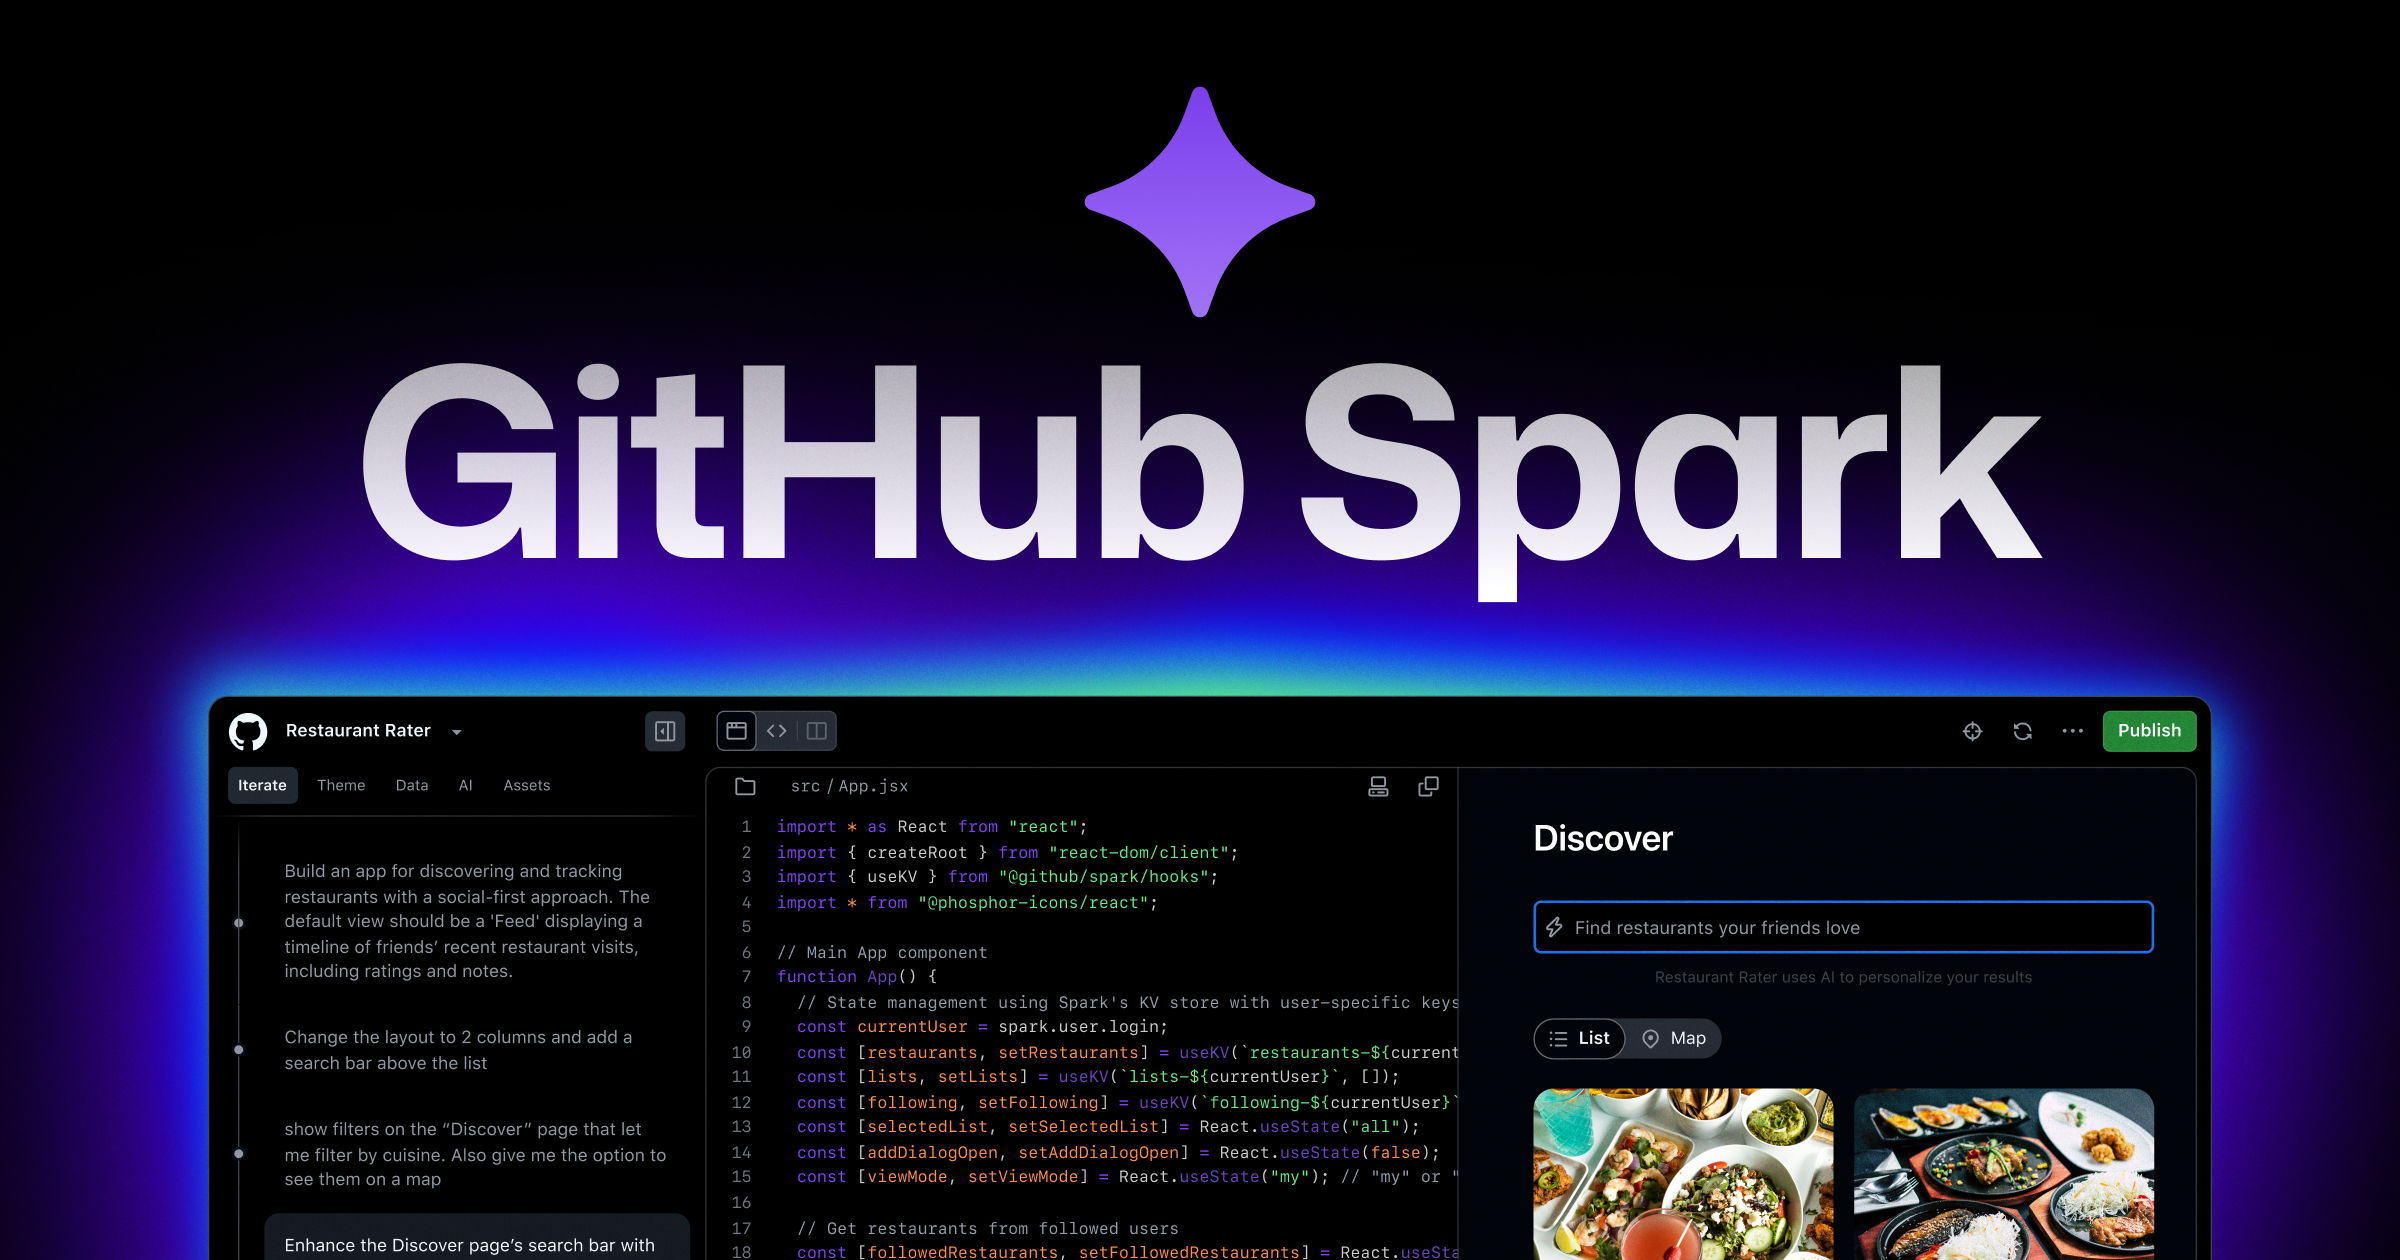 GitHub Spark
Restaurant Rater
Publish
Iterate Theme Data AI Assets
Build an app for discovering and tracking
restaurants with a social-first approach. The
default view should be a 'Feed' displaying a
timeline of friends’ recent restaurant visits,
including ratings and notes.
Change the layout to 2 columns and add a
search bar above the list
show filters on the “Discover” page that let
me filter by cuisine. Also give me the option to
see them on a map
Enhance the Discover page’s search bar with
src / App.jsx
1 import * as React from "react";
2 import { createRoot } from "react-dom/client";
3 import { useKV } from "@github/spark/hooks";
4 import * from "@phosphor-icons/react";
5
6 // Main App component
7 function App() {
8 // State management using Spark's KV store with user-specific keys
9 const currentUser = spark.user.login;
10 const [restaurants, setRestaurants] = useKV(`restaurants-${current
11 const [lists, setLists] = useKV(`lists-${currentUser}`, []);
12 const [following, setFollowing] = useKV(`following-${currentUser}`
13 const [selectedList, setSelectedList] = React.useState("all");
14 const [addDialogOpen, setAddDialogOpen] = React.useState(false);
15 const [viewMode, setViewMode] = React.useState("my"); // "my" or "
16
17 // Get restaurants from followed users
18 const [followedRestaurants, setFollowedRestaurants] = React.useSta
Discover
Find restaurants your friends love
Restaurant Rater uses AI to personalize your results
List Map